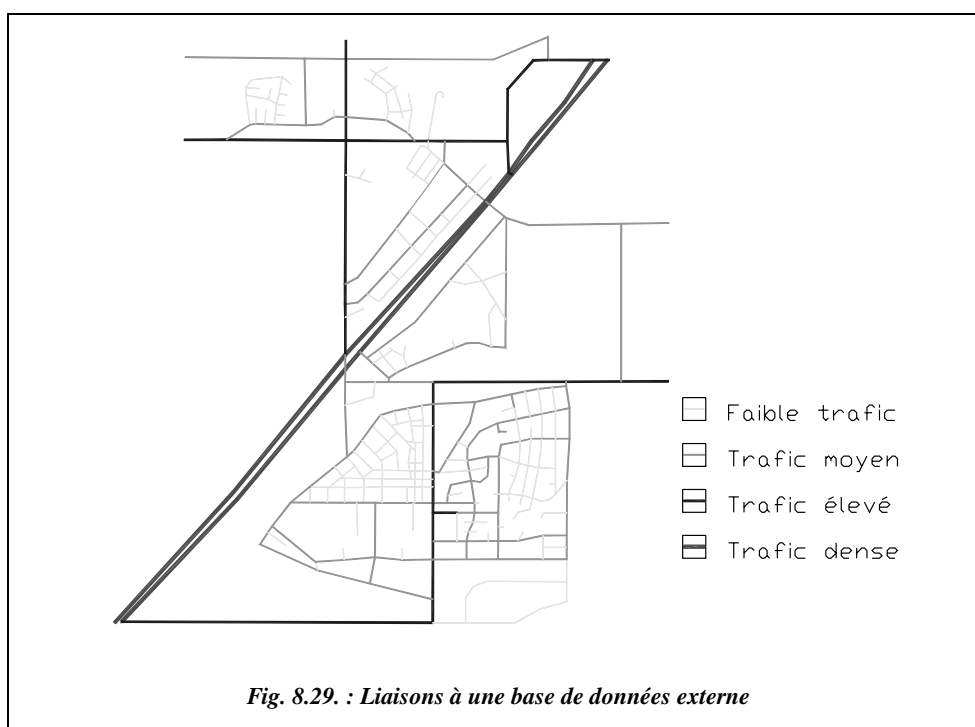 Faible trafic
Trafic moyen
Trafic élevé
Trafic dense
Fig. 8.29. : Liaisons à une base de données externe